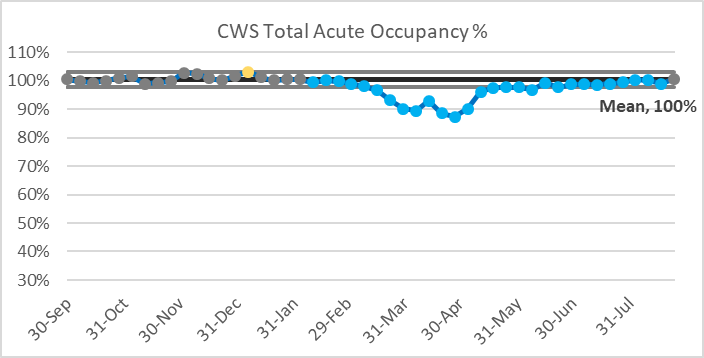 CWS Total Acute Occupancy %
110%
100%
90%
80%
70%
60%
50%
40%
30%
Mean, 100%
30-Sep
31-Oct
30-Nov
31-Dec
31-Jan
29-Feb
31-Mar
30-Apr
31-May
30-Jun
31-Jul